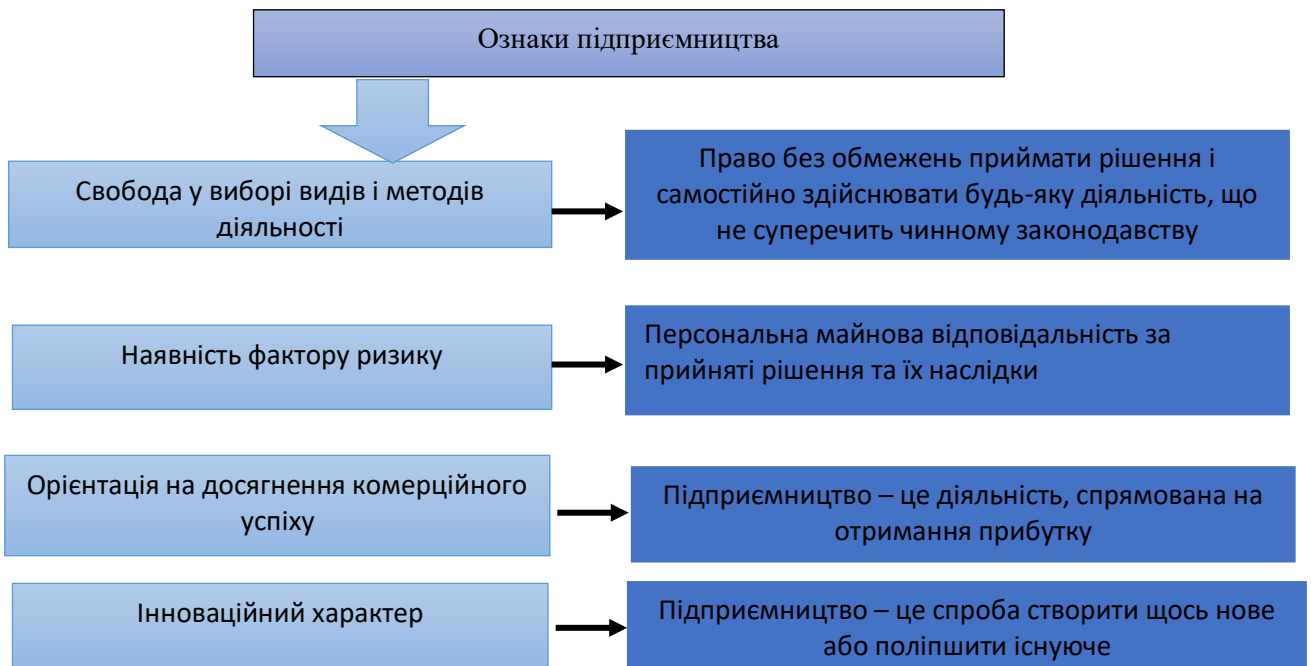 Ознаки підприємництва
Свобода у виборі видів і методів
діяльності
Право без обмежень приймати рішення і
самостійно здійснювати будь-яку діяльність, що
не суперечить чинному законодавству
Наявність фактору ризику
Персональна майнова відповідальність за
прийняті рішення та їх наслідки
Орієнтація на досягнення комерційного
успіху
Підприємництво – це діяльність, спрямована на
отримання прибутку
Інноваційний характер
Підприємництво – це спроба створити щось нове
або поліпшити існуюче